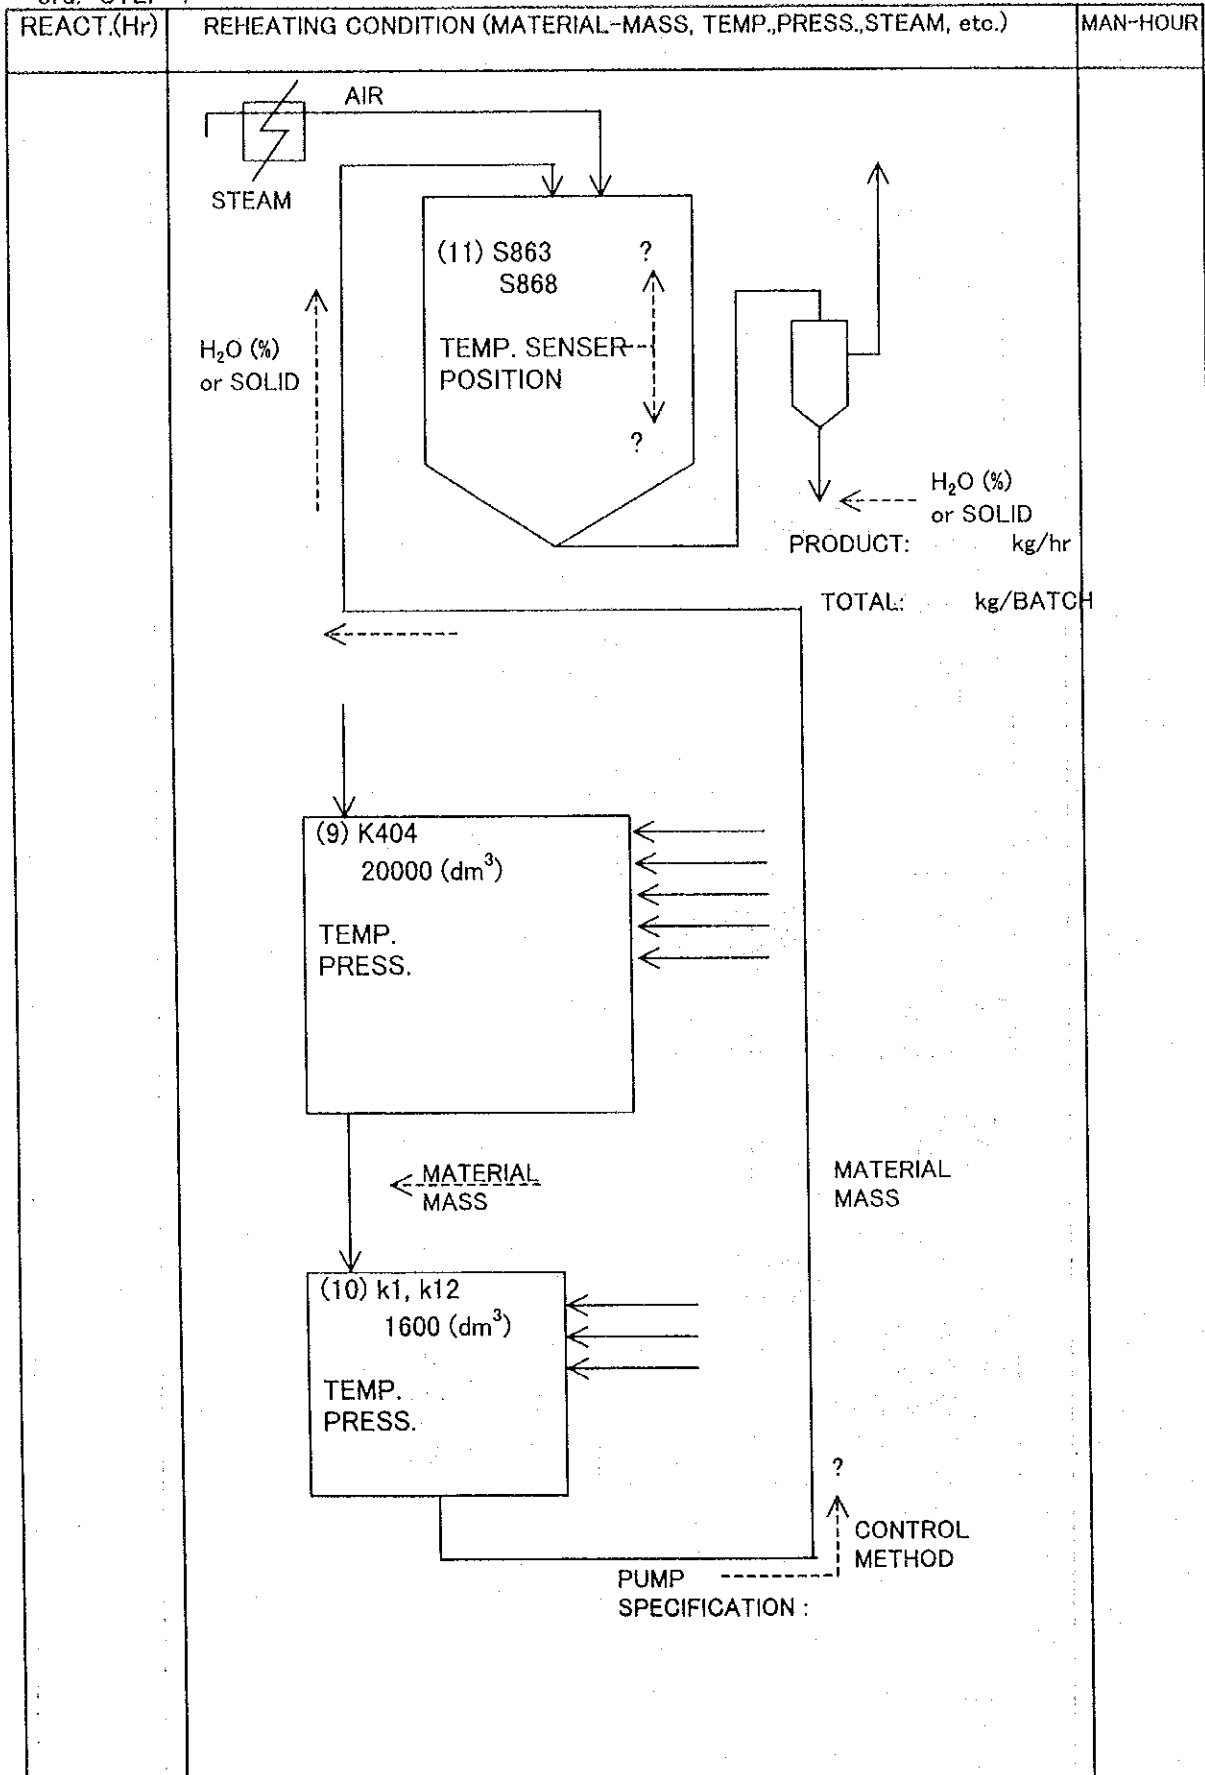 REACT.(Hr)
REHEATING CONDITION (MATERIAL-MASS, TEMP.,PRESS.,STEAM, etc.)
MAN-HOUR
AIR
STEAM
(11) S863
S868
?
H₂O (%)
or SOLID
TEMP. SENSER
POSITION
?
H₂O (%)
or SOLID
PRODUCT: kg/hr
TOTAL: kg/BATCH
(9) K404
20000 (dm³)
TEMP.
PRESS.
MATERIAL
MASS
MATERIAL
MASS
(10) k1, k12
1600 (dm³)
TEMP.
PRESS.
?
CONTROL
METHOD
PUMP
SPECIFICATION :